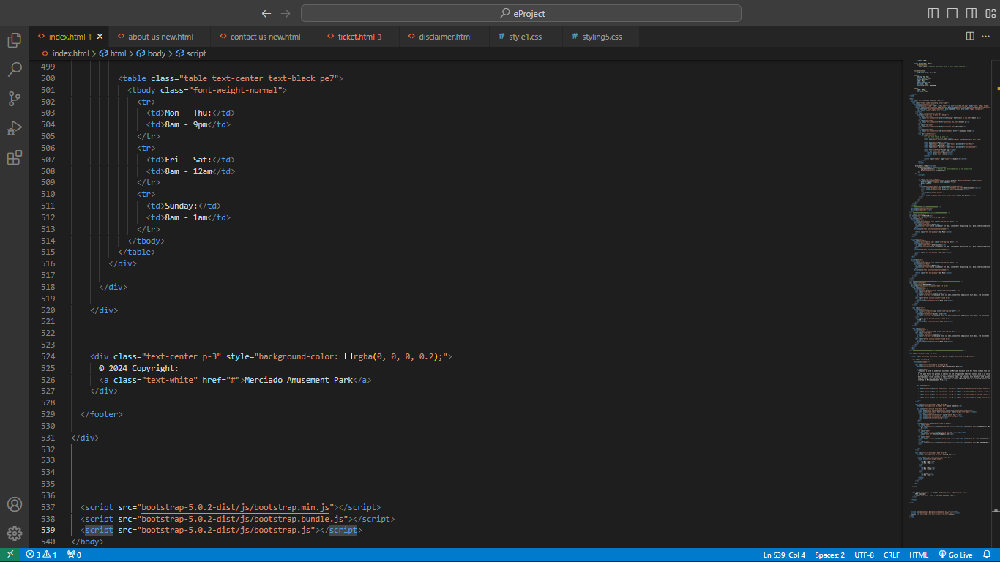 eProject
index.html 1
about us new.html
contact us new.html
ticket.html 3
disclaimer.html
# style1.css
# styling5.css
index.html > html > body > script
499
500 <table class="table text-center text-black pe7">
501 <tbody class="font-weight-normal">
502 <tr>
503 <td>Mon - Thu:</td>
504 <td>8am - 9pm</td>
505 </tr>
506 <tr>
507 <td>Fri - Sat:</td>
508 <td>8am - 12am</td>
509 </tr>
510 <tr>
511 <td>Sunday:</td>
512 <td>8am - 1am</td>
513 </tr>
514 </tbody>
515 </table>
516 </div>
517
518 </div>
519
520 </div>
521
522
523
524 <div class="text-center p-3" style="background-color: rgba(0, 0, 0, 0.2);">
525 © 2024 Copyright:
526 <a class="text-white" href="#">Merciado Amusement Park</a>
527 </div>
528
529 </footer>
530
531 </div>
532
533
534
535
536
537 <script src="bootstrap-5.0.2-dist/js/bootstrap.min.js"></script>
538 <script src="bootstrap-5.0.2-dist/js/bootstrap.bundle.js"></script>
539 <script src="bootstrap-5.0.2-dist/js/bootstrap.js"></script>
540 </body>
3 1 0 Ln 539, Col 4 Spaces: 2 UTF-8 CRLF HTML Go Live